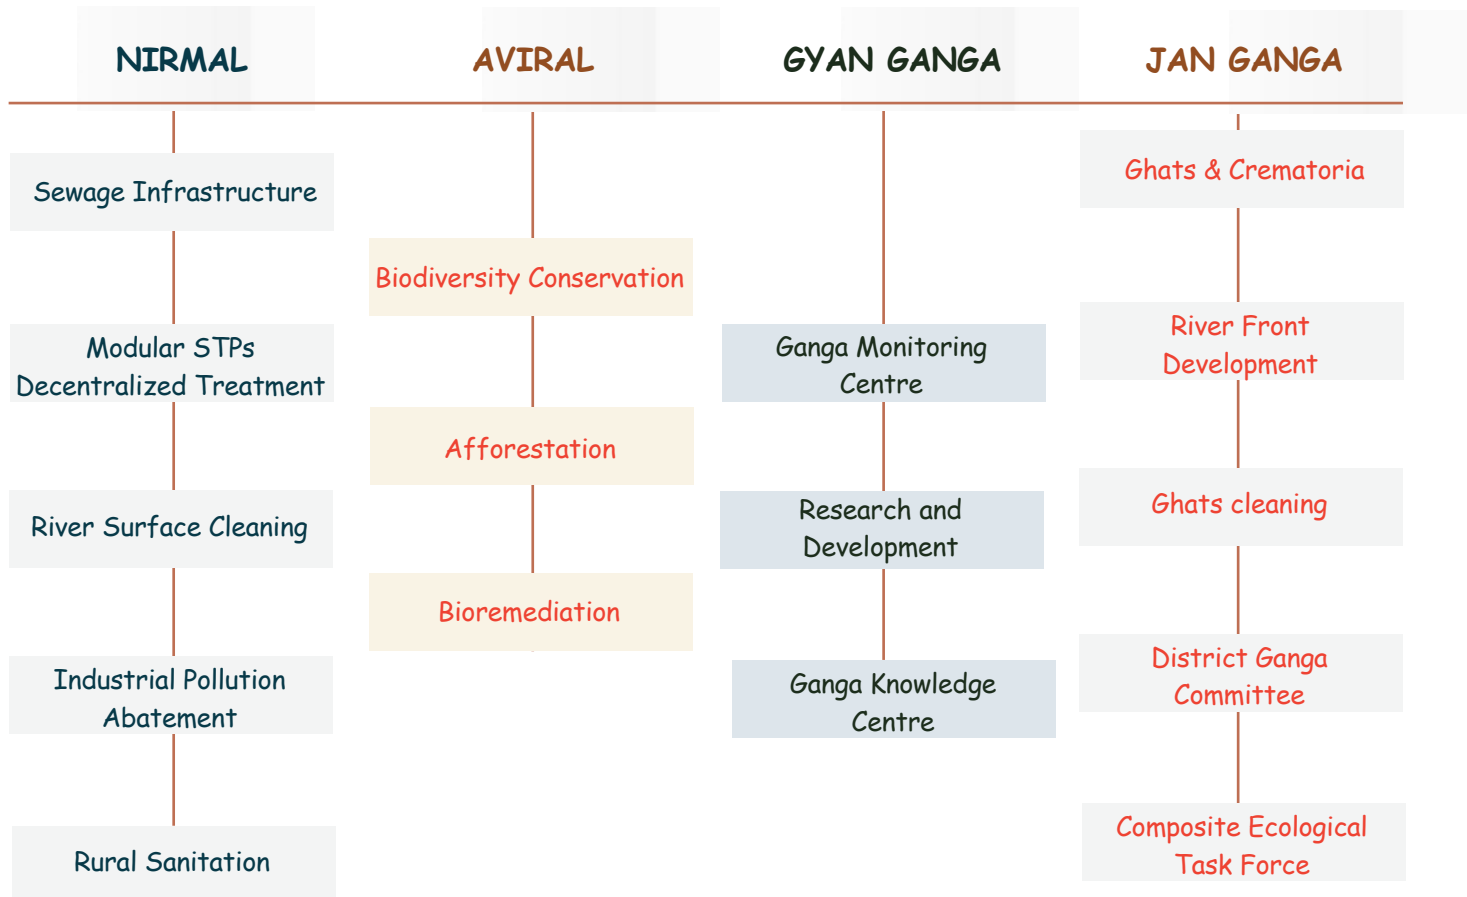 NIRMAL
AVIRAL
GYAN GANGA
JAN GANGA
Sewage Infrastructure
Modular STPs
Decentralized Treatment
River Surface Cleaning
Industrial Pollution
Abatement
Rural Sanitation
Biodiversity Conservation
Afforestation
Bioremediation
Ganga Monitoring
Centre
Research and
Development
Ganga Knowledge
Centre
Ghats & Crematoria
River Front
Development
Ghats cleaning
District Ganga
Committee
Composite Ecological
Task Force